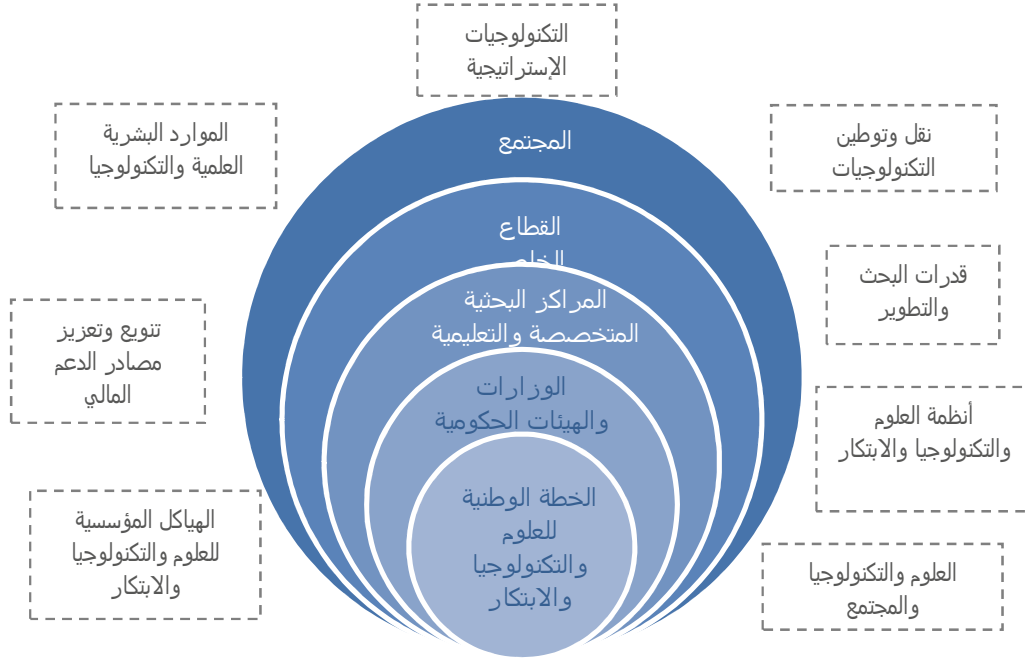 التكنولوجيات
الإستراتيجية
نقل وتوطين
التكنولوجيات
الموارد البشرية
العلمية والتكنولوجيا
قدرات البحث
والتطوير
تنويع وتعزيز
مصادر الدعم
المالي
أنظمة العلوم
والتكنولوجيا والابتكار
الهياكل المؤسسية
للعلوم والتكنولوجيا
والابتكار
العلوم والتكنولوجيا
والمجتمع
المجتمع
القطاع
الخاص
المراكز البحثية
المتخصصة والتعليمية
الوزارات
والهيئات الحكومية
الخطة الوطنية
للعلوم
والتكنولوجيا
والابتكار